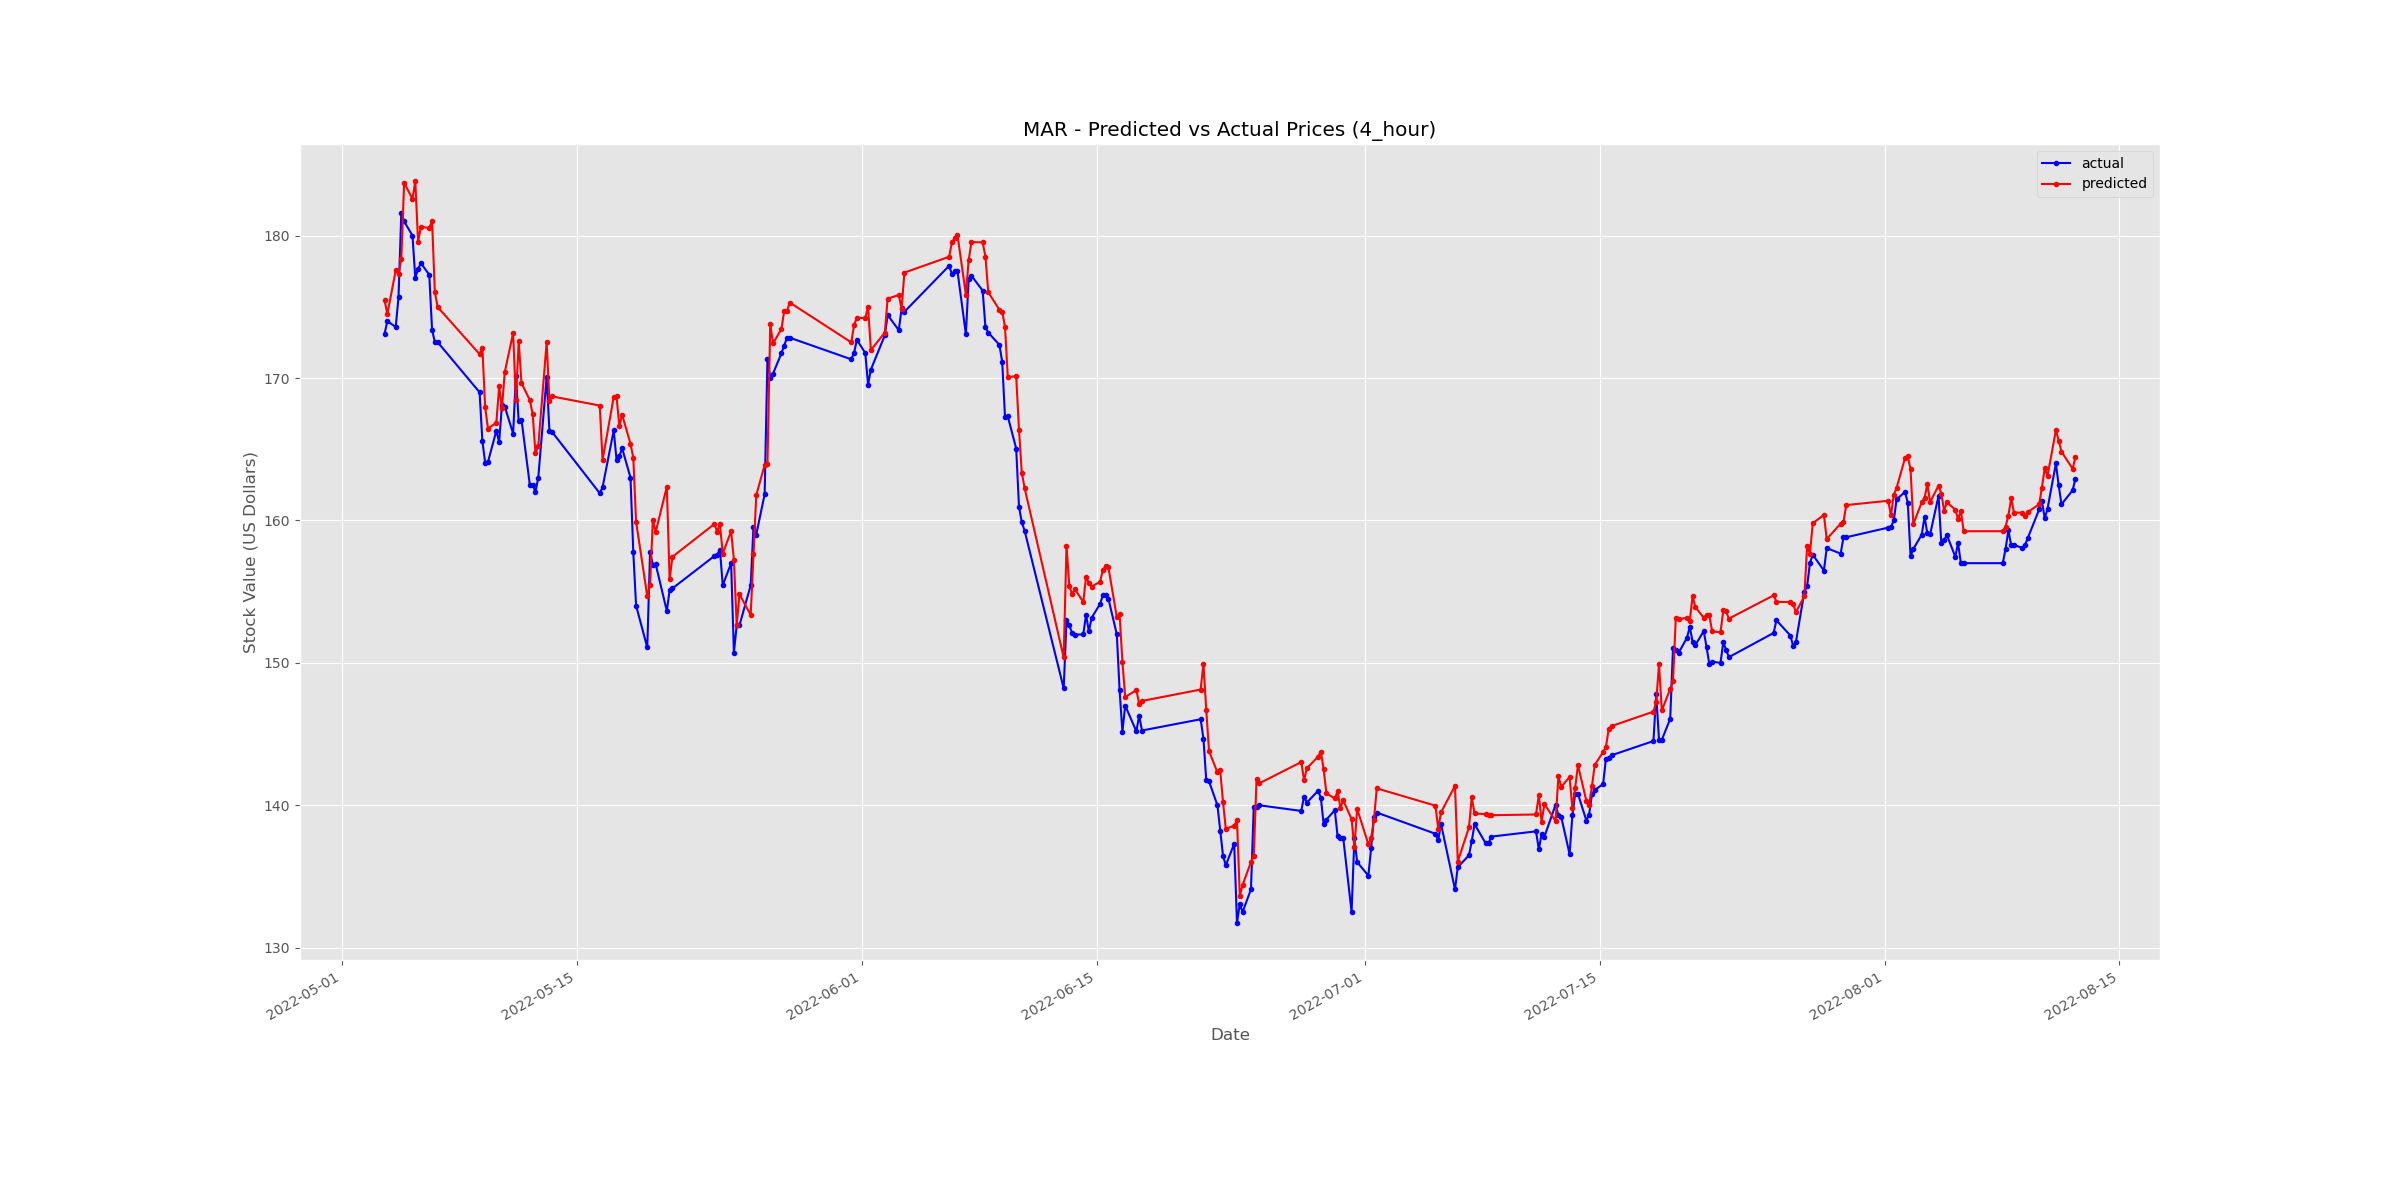 MAR - Predicted vs Actual Prices (4_hour)
actual
predicted
180
170
160
150
140
130
Stock Value (US Dollars)
2022-05-01
2022-05-15
2022-06-01
2022-06-15
2022-07-01
2022-07-15
2022-08-01
2022-08-15
Date